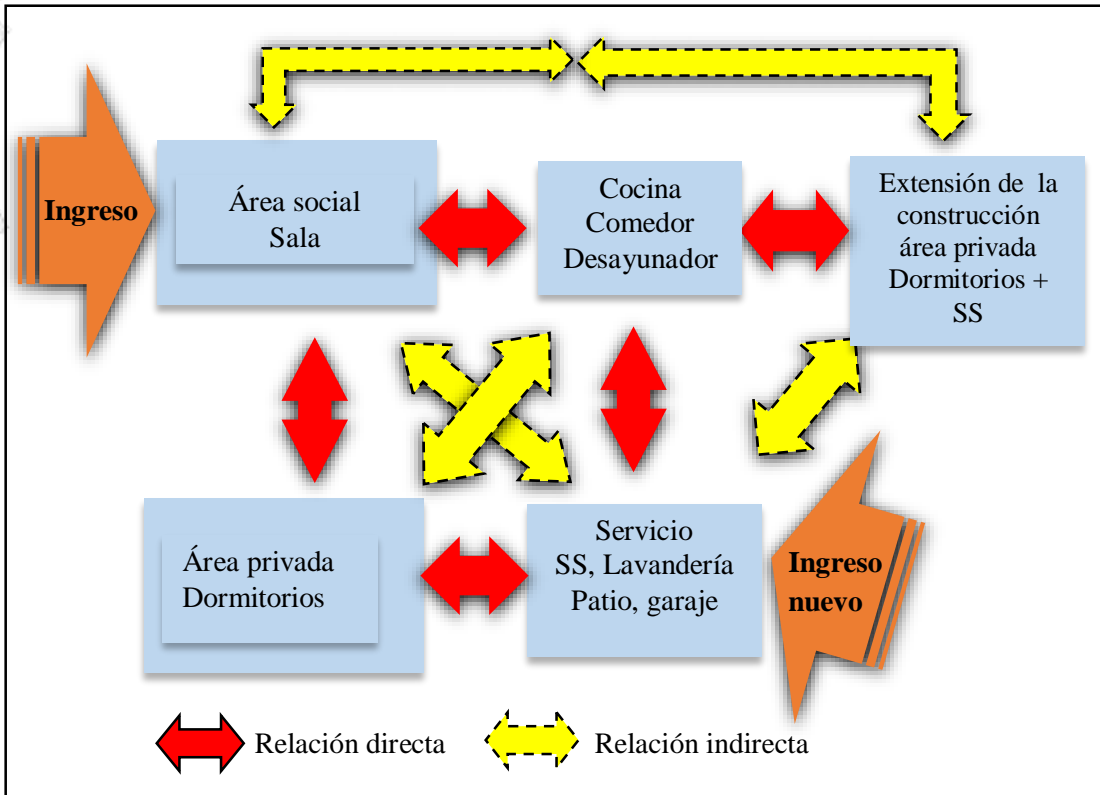 Ingreso
Área social
Sala
Cocina
Comedor
Desayunador
Extensión de la
construcción
área privada
Dormitorios +
SS
Área privada
Dormitorios
Servicio
SS, Lavandería
Patio, garaje
Ingreso
nuevo
Relación directa
Relación indirecta